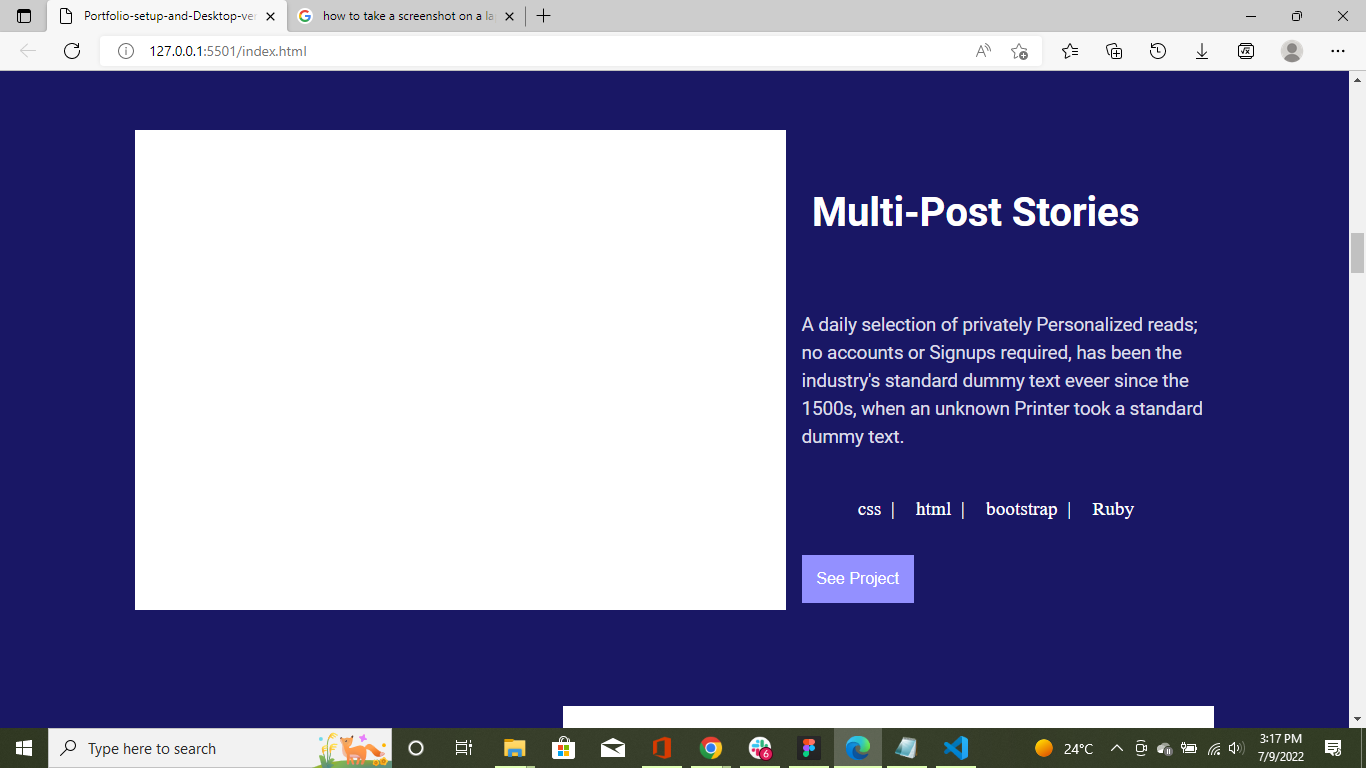 Portfolio-setup-and-Desktop-ver
how to take a screenshot on a la
127.0.0.1:5501/index.html
Multi-Post Stories
A daily selection of privately Personalized reads;
no accounts or Signups required, has been the
industry's standard dummy text eveer since the
1500s, when an unknown Printer took a standard
dummy text.
css | html | bootstrap | Ruby
See Project
Type here to search
6
24°C
3:17 PM
7/9/2022